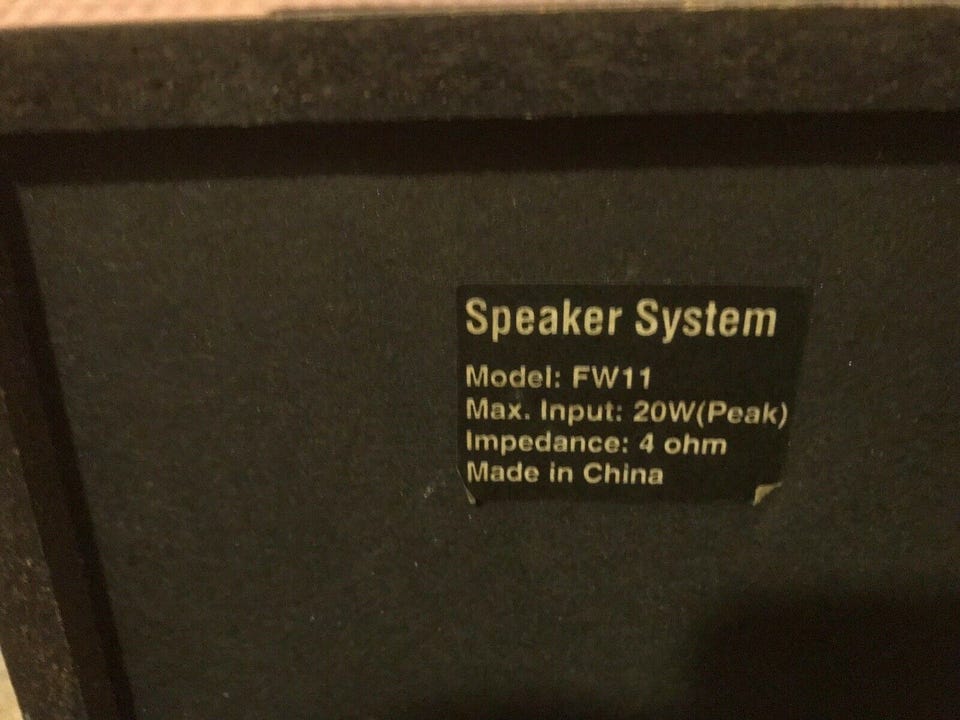 Speaker System
Model: FW11
Max. Input: 20W(Peak)
Impedance: 4 ohm
Made in China